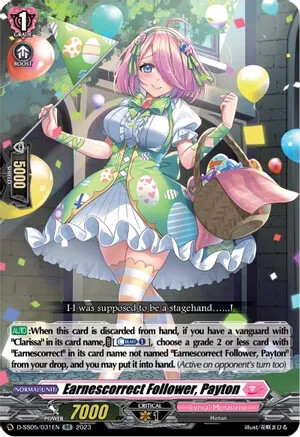 1
GRADE
BOOST
5000
SHIELD
I-I was supposed to be a stagehand……!
AUTO:When this card is discarded from hand, if you have a vanguard with
"Clarissa" in its card name, choose a grade 2 or less card with
"Earnescorrect" in its card name not named "Earnescorrect Follower, Payton"
from your drop, and you may put it into hand. (Active on opponent's turn too)
NORMAL UNIT
Earnescorrect Follower, Payton
POWER
7000
CRITICAL
1
Lyrical Monasterio
Human
D-SS05/031EN RR 2023